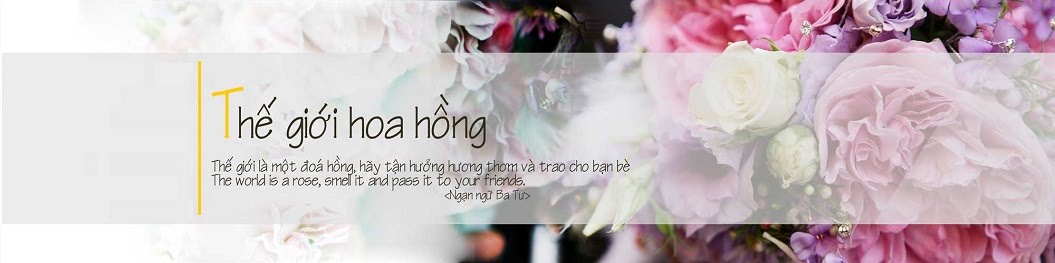 Thế giới hoa hồng
Thế giới là một đoá hồng, hãy tận hưởng hương thơm và trao cho bạn bè
The world is a rose, smell it and pass it to your friends.
<Ngạn ngữ Ba Tư>